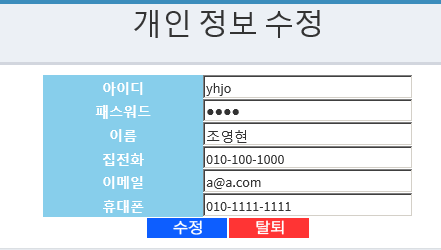 개인 정보 수정
아이디 yhjo
패스워드 ●●●●
이름 조영현
집전화 010-100-1000
이메일 a@a.com
휴대폰 010-1111-1111
수정 탈퇴